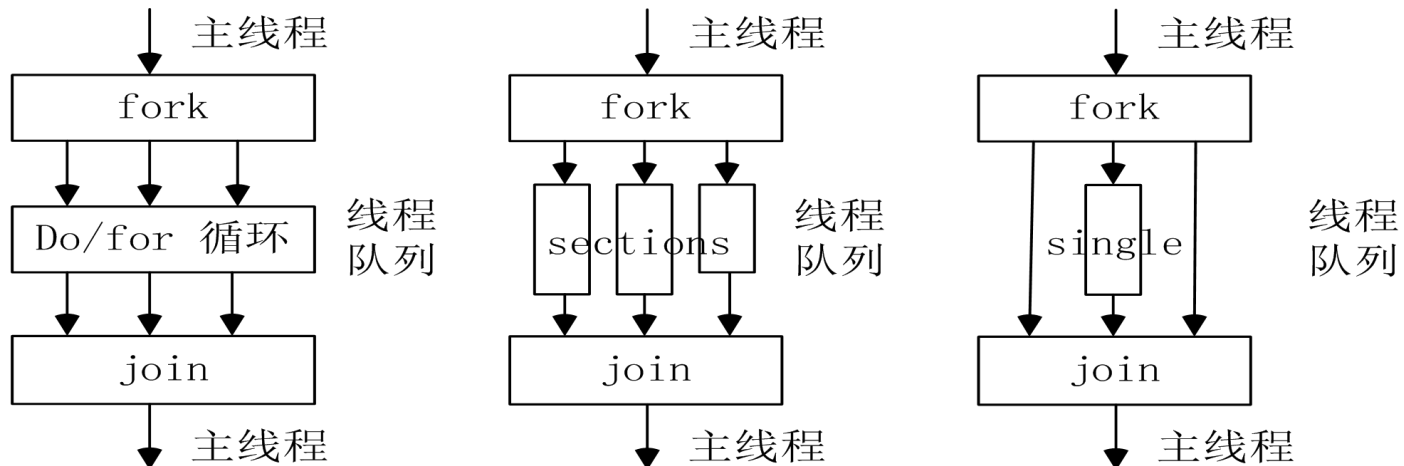 主线程
fork
Do/for 循环
线程
队列
join
主线程
主线程
fork
sections
线程
队列
join
主线程
主线程
fork
single
线程
队列
join
主线程